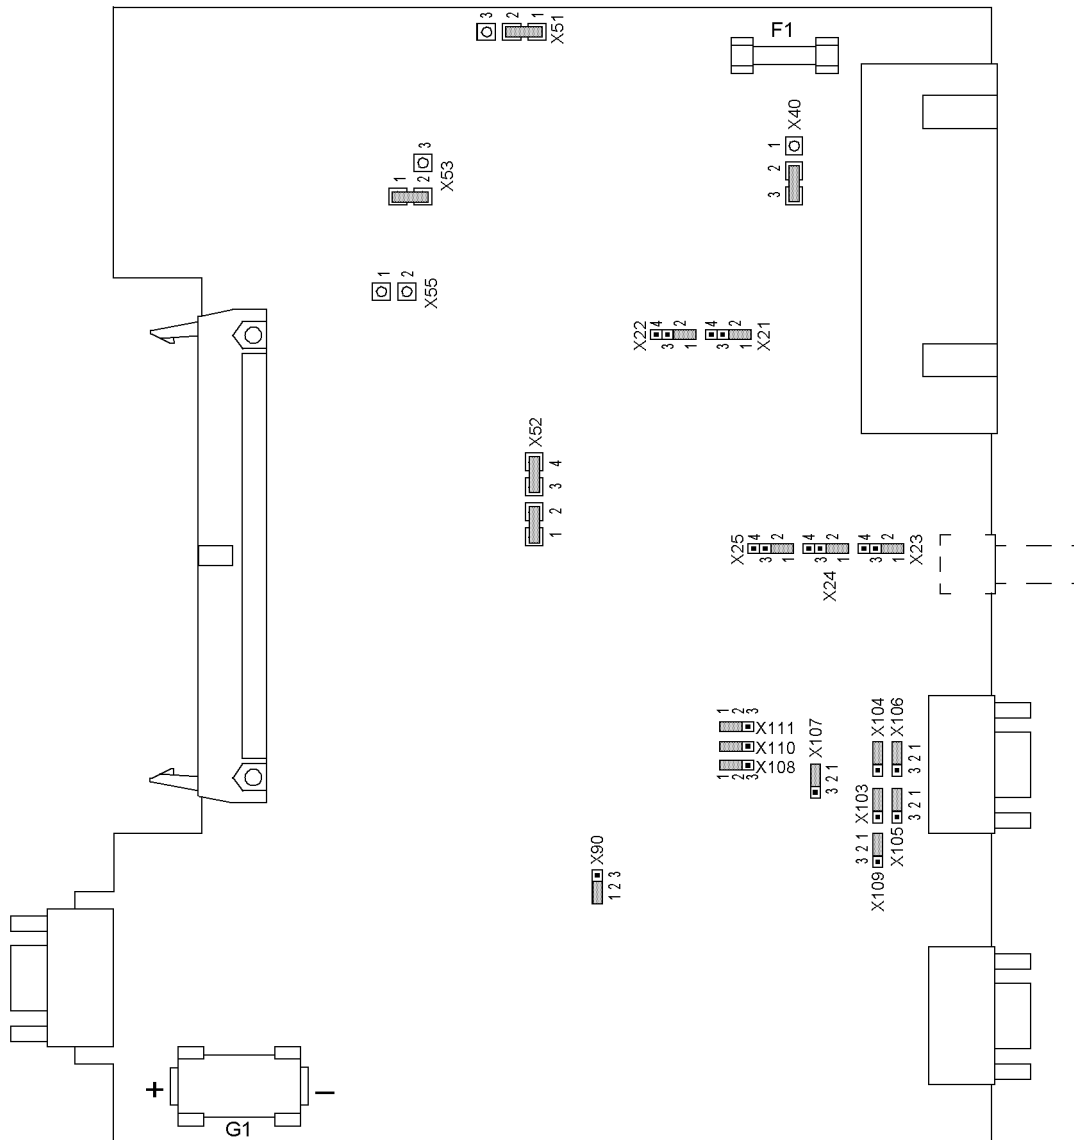 3 2 1
X51
F1
X40
1
2
3
3
1 2
X53
1
2
X55
X22
4 2
3 1
4 2
3 1
X21
X52
1 2 3 4
X25
4 2
3 1
4 2
3 1
X24
4 2
3 1
X23
1 2 3
X111
X110
X108
1 2 3
X107
3 2 1
X104
X106
3 2 1
X103
3 2 1
X105
3 2 1
X109
X90
1 2 3
+
−
G1